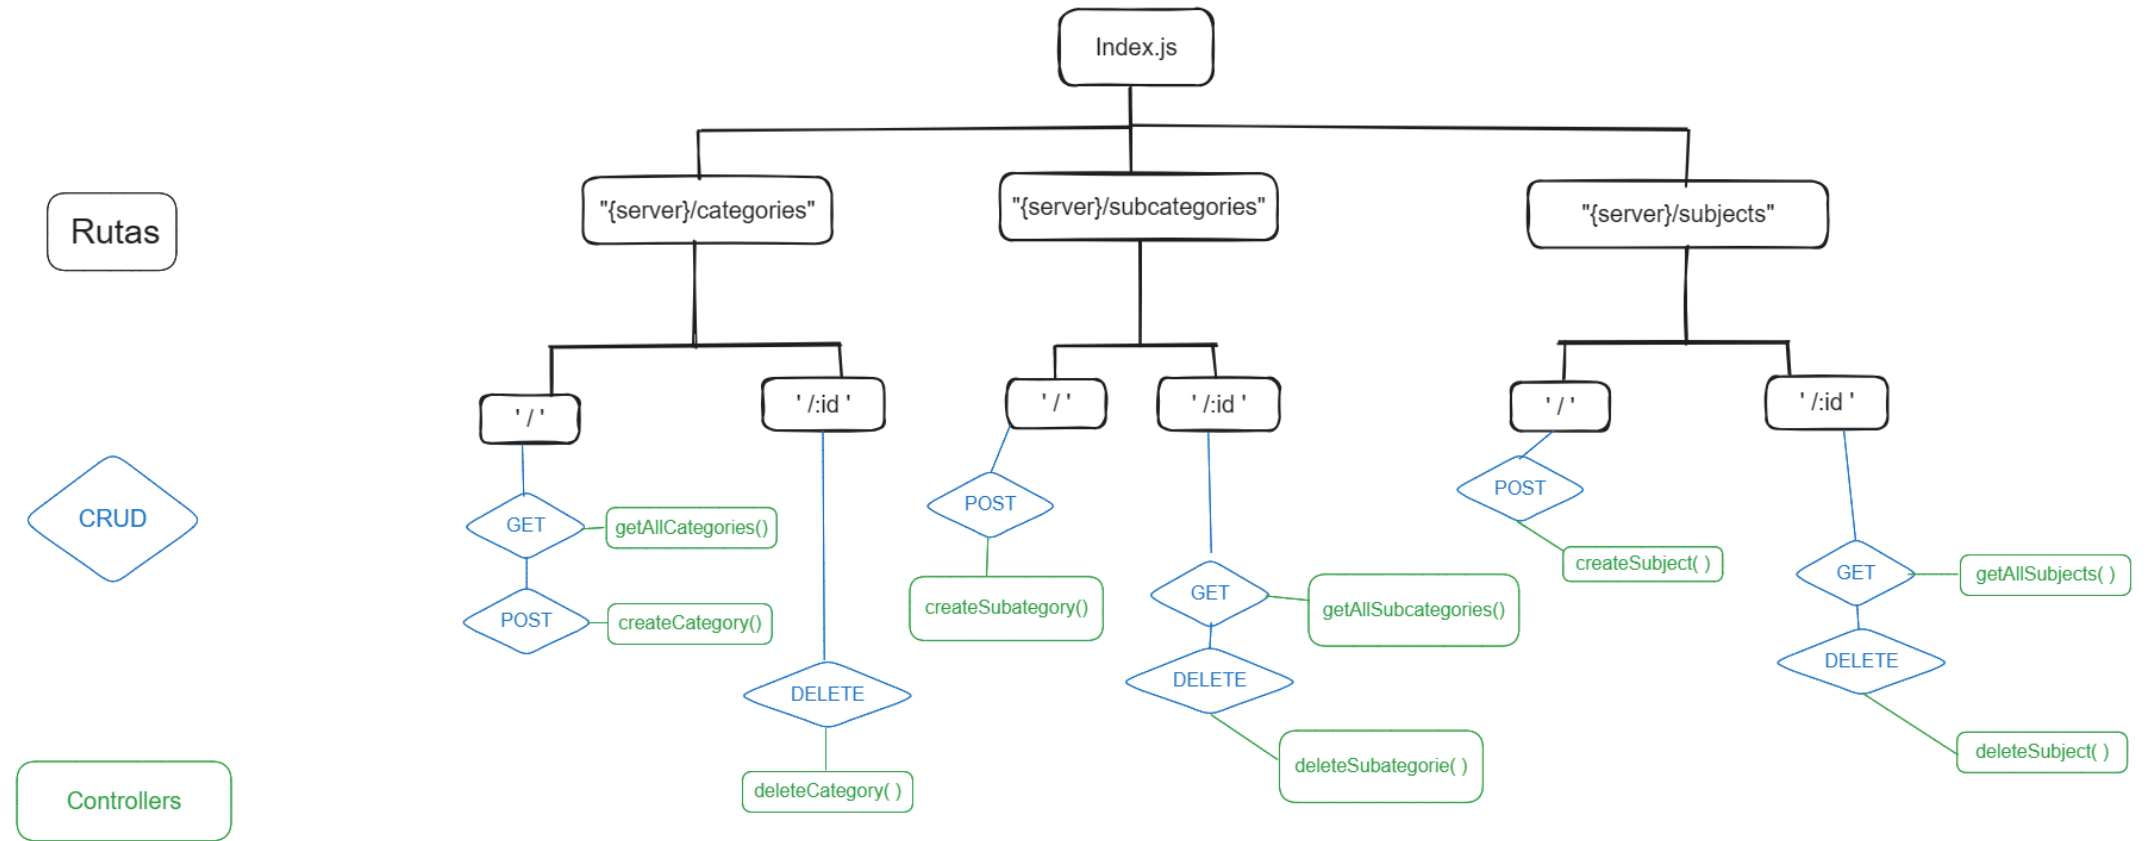 Index.js
Rutas
"{server}/categories"
"{server}/subcategories"
"{server}/subjects"
' / '
' /:id '
' / '
' /:id '
' / '
' /:id '
CRUD
GET
getAllCategories()
POST
createCategory()
DELETE
deleteCategory( )
POST
createSubategory()
GET
getAllSubcategories()
DELETE
deleteSubategorie( )
POST
createSubject( )
GET
getAllSubjects( )
DELETE
deleteSubject( )
Controllers